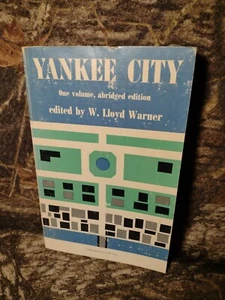 YANKEE CITY
One volume, abridged edition
edited by W. Lloyd Warner